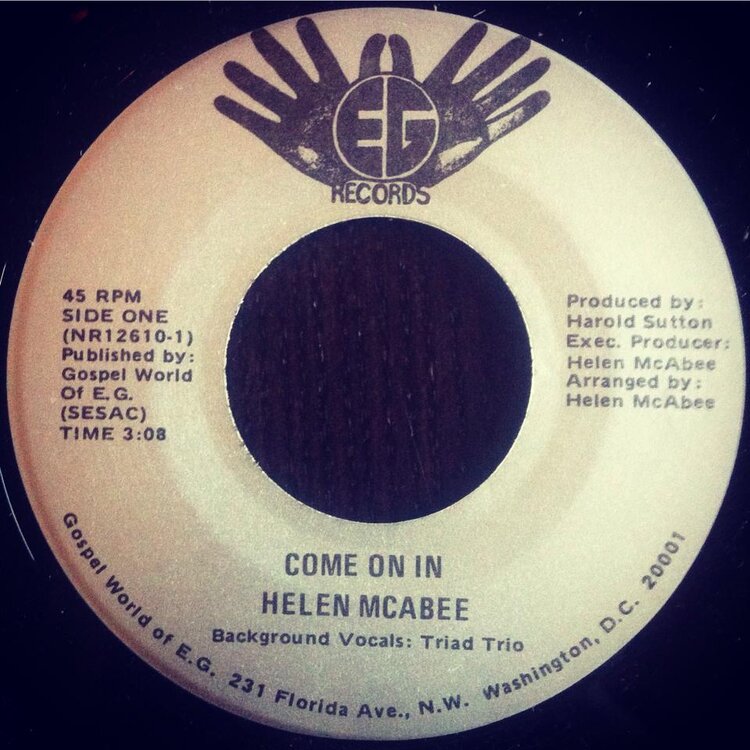 EG
RECORDS
45 RPM
SIDE ONE
(NR12610-1)
Published by:
Gospel World
Of E.G.
(SESAC)
TIME 3:08
Produced by:
Harold Sutton
Exec. Producer:
Helen McAbee
Arranged by:
Helen McAbee
COME ON IN
HELEN MCABEE
Background Vocals: Triad Trio
Gospel World of E.G. 231 Florida Ave., N.W. Washington, D.C. 20001